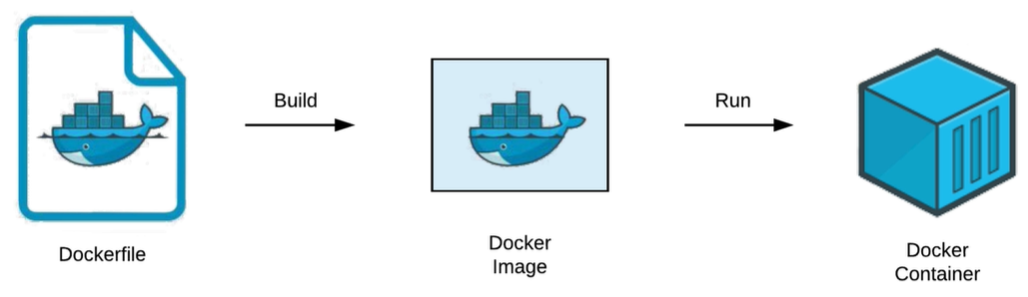 Build
Run
Dockerfile
Docker
Image
Docker
Container